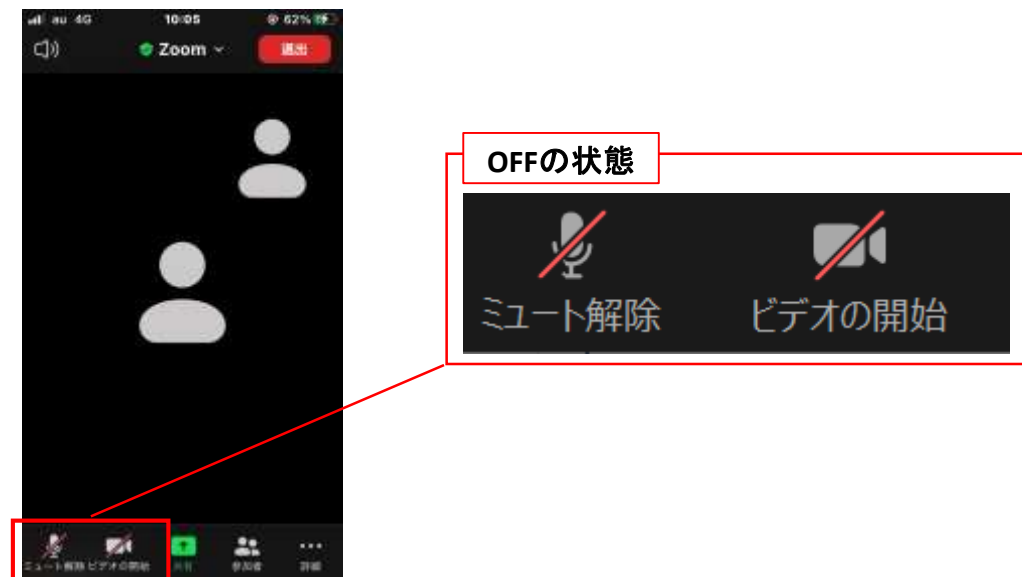 au 4G 10:05 62%
Zoom 退出
OFFの状態
ミュート解除 ビデオの開始
ミュート解除 ビデオの開始 共有 参加者 詳細